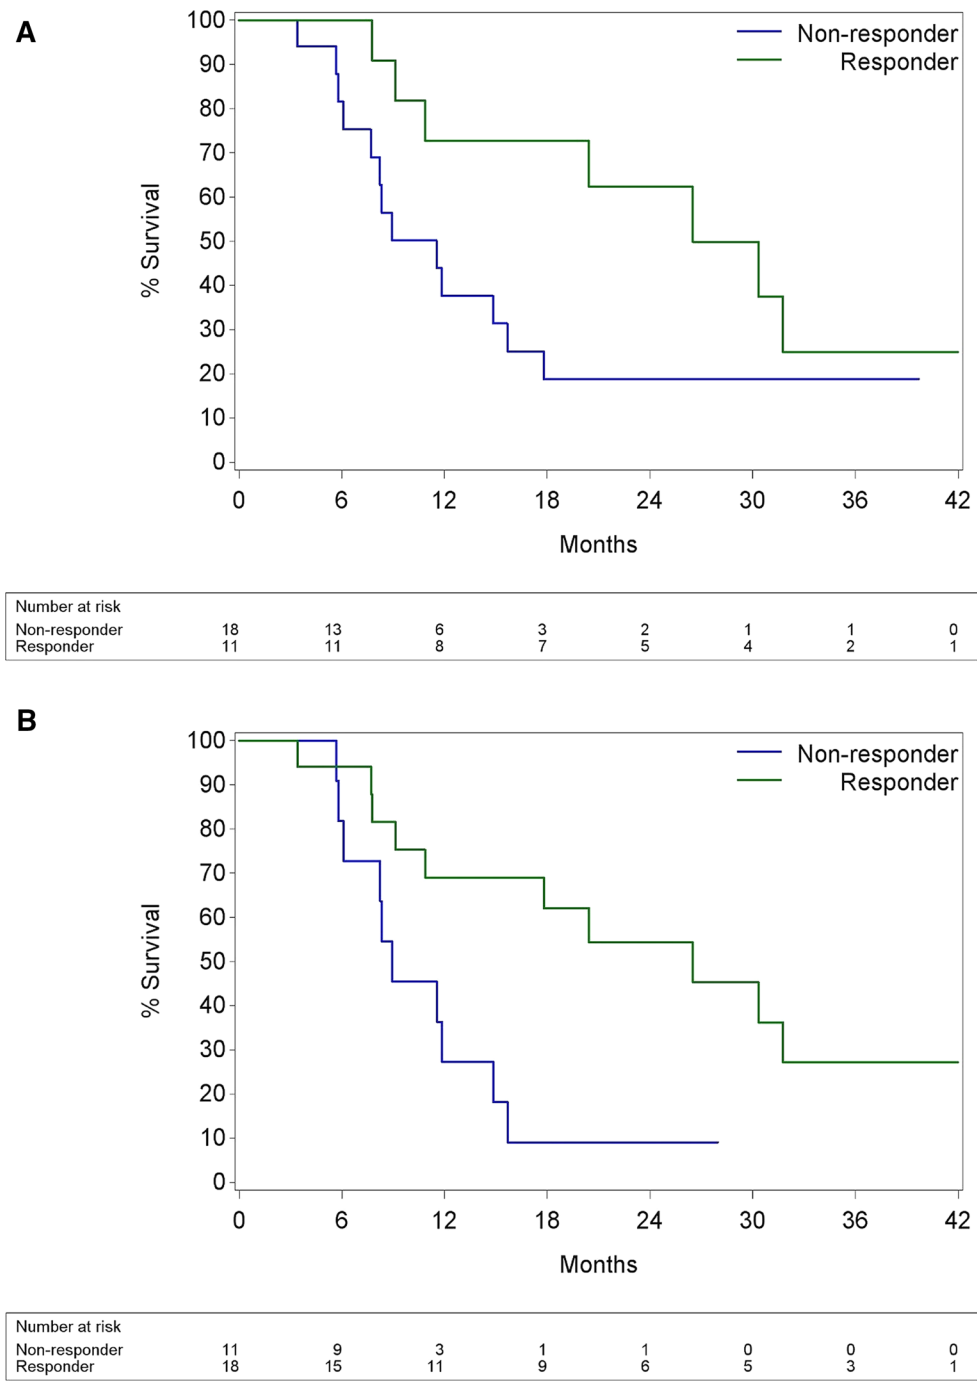 A
100
90
80
70
60
50
40
30
20
10
0
% Survival
Non-responder
Responder
0 6 12 18 24 30 36 42
Months
Number at risk
Non-responder 18 13 6 3 2 1 1 0
Responder 11 11 8 7 5 4 2 1
B
100
90
80
70
60
50
40
30
20
10
0
% Survival
Non-responder
Responder
0 6 12 18 24 30 36 42
Months
Number at risk
Non-responder 11 9 3 1 1 0 0 0
Responder 18 15 11 9 6 5 3 1